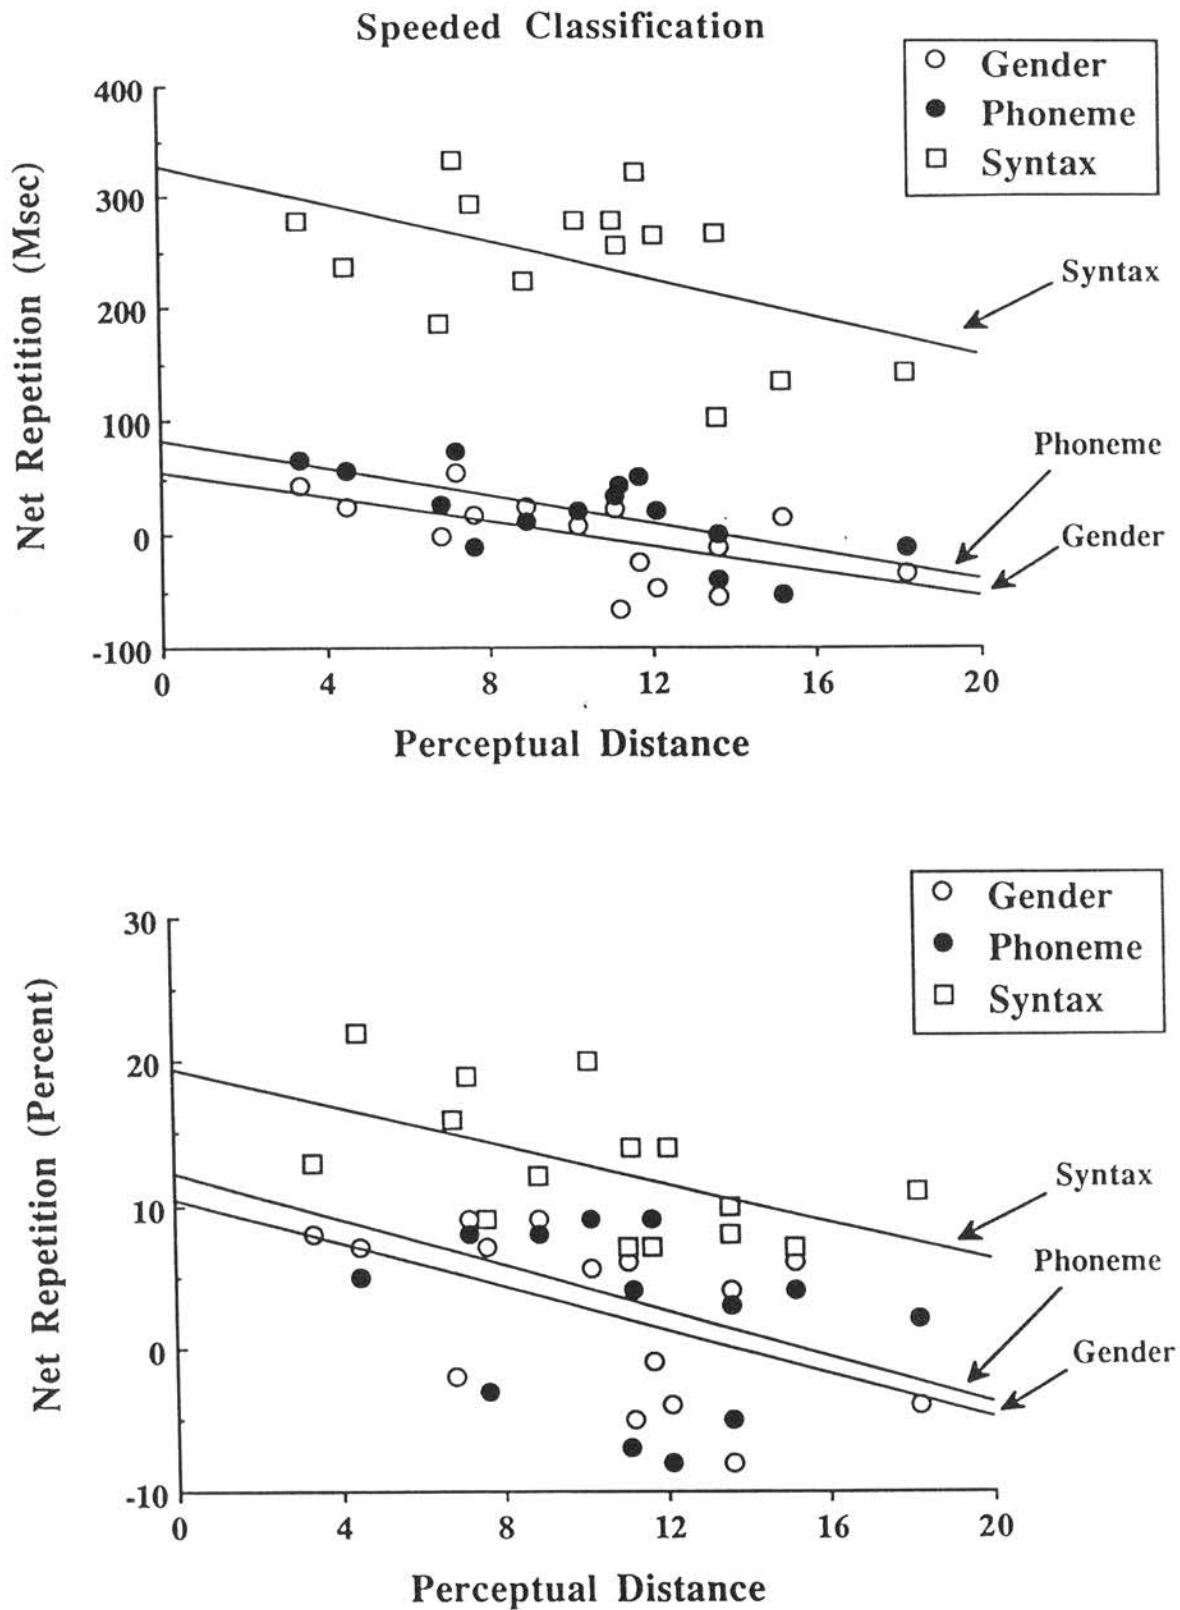 Speeded Classification
Gender
Phoneme
Syntax
400
300
200
100
0
-100
Net Repetition (Msec)
Syntax
Phoneme
Gender
0 4 8 12 16 20
Perceptual Distance
Gender
Phoneme
Syntax
30
20
10
0
-10
Net Repetition (Percent)
Syntax
Phoneme
Gender
0 4 8 12 16 20
Perceptual Distance